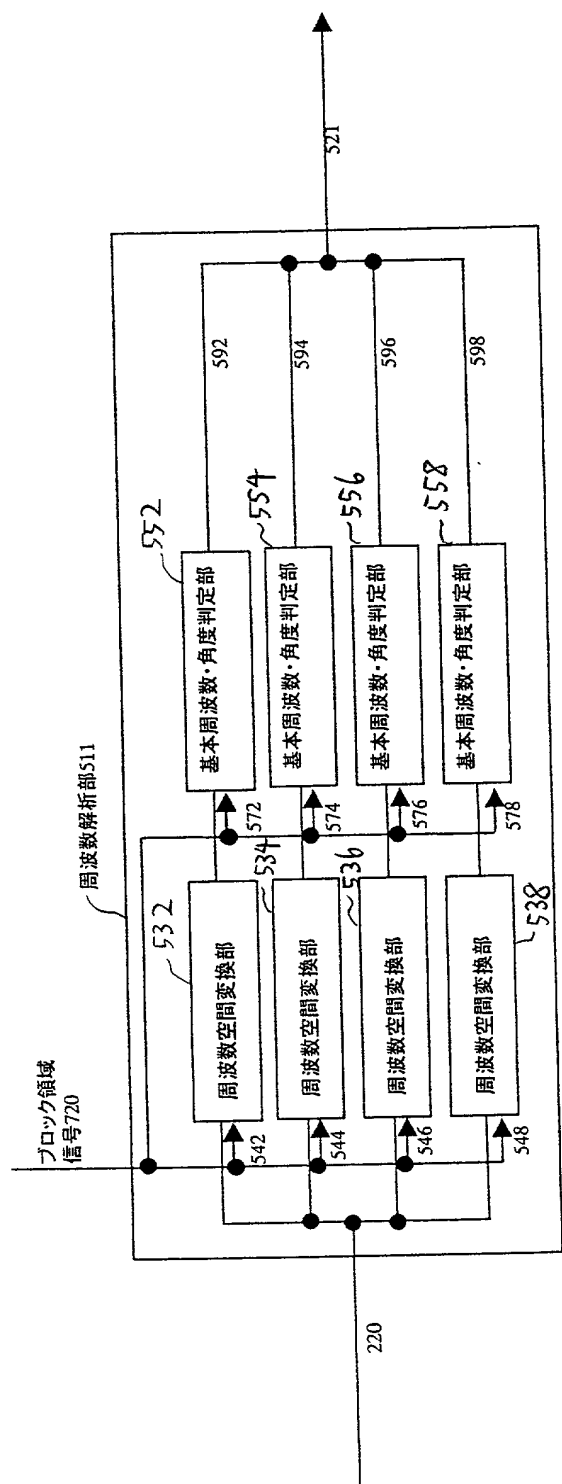 ブロック領域
信号720
周波数解析部511
220
542
544
546
548
532
周波数空間変換部
534
周波数空間変換部
536
周波数空間変換部
538
周波数空間変換部
572
574
576
578
552
基本周波数・角度判定部
554
基本周波数・角度判定部
556
基本周波数・角度判定部
558
基本周波数・角度判定部
592
594
596
598
521